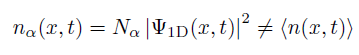 n_α(x, t) = N_α |Ψ_1D(x, t)|² ≠ ⟨n(x, t)⟩